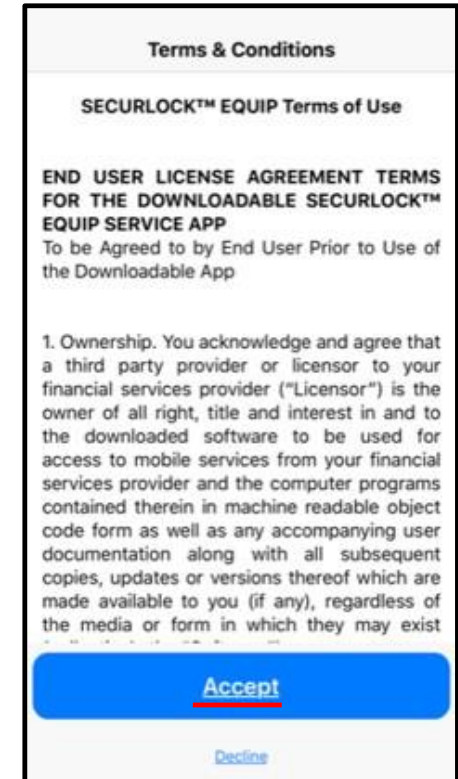 Terms & Conditions
SECURLOCK™ EQUIP Terms of Use
END USER LICENSE AGREEMENT TERMS
FOR THE DOWNLOADABLE SECURLOCK™
EQUIP SERVICE APP
To be Agreed to by End User Prior to Use of
the Downloadable App
1. Ownership. You acknowledge and agree that
a third party provider or licensor to your
financial services provider ("Licensor") is the
owner of all right, title and interest in and to
the downloaded software to be used for
access to mobile services from your financial
services provider and the computer programs
contained therein in machine readable object
code form as well as any accompanying user
documentation along with all subsequent
copies, updates or versions thereof which are
made available to you (if any), regardless of
the media or form in which they may exist
Accept
Decline